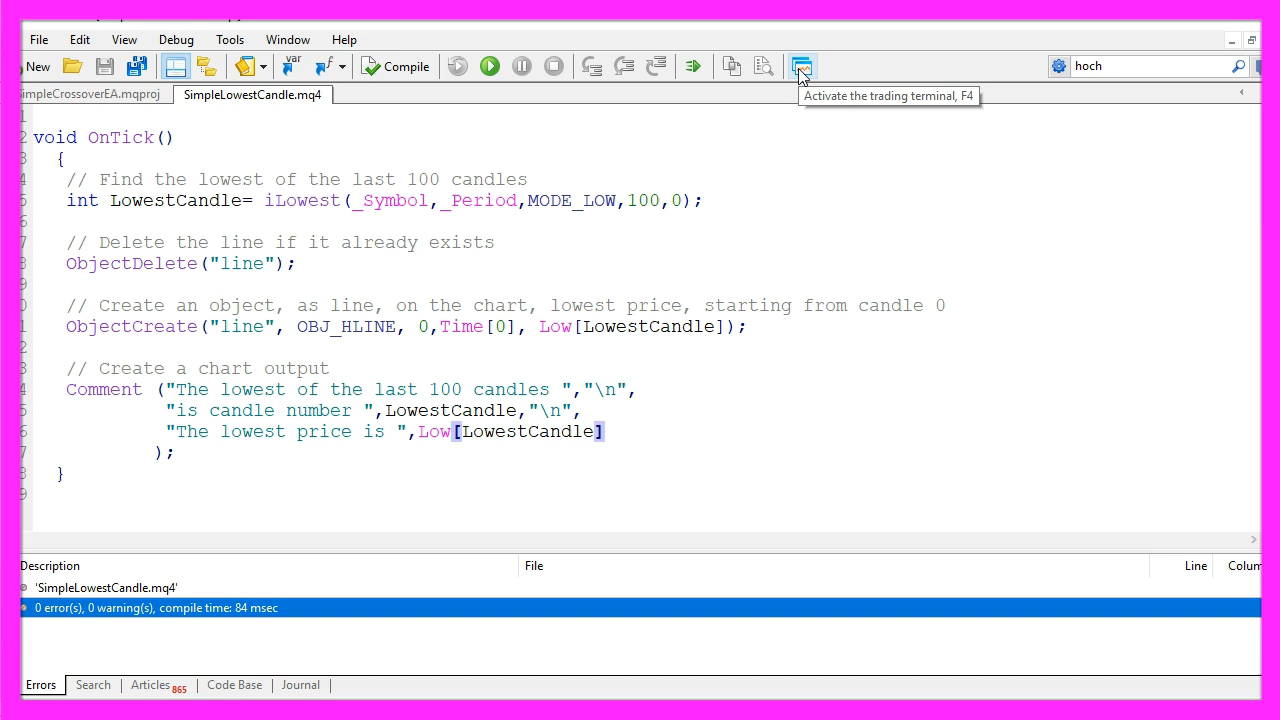 File Edit View Debug Tools Window Help
New Compile hoch
SimpleLowestCandle.mq4
Activate the trading terminal, F4
void OnTick()
{
// Find the lowest of the last 100 candles
int LowestCandle= iLowest(_Symbol,_Period,MODE_LOW,100,0);
// Delete the line if it already exists
ObjectDelete("line");
// Create an object, as line, on the chart, lowest price, starting from candle 0
ObjectCreate("line", OBJ_HLINE, 0,Time[0], Low[LowestCandle]);
// Create a chart output
Comment ("The lowest of the last 100 candles ","\n",
"is candle number ",LowestCandle,"\n",
"The lowest price is ",Low[LowestCandle]
);
}
Description File Line Colum
'SimpleLowestCandle.mq4'
0 error(s), 0 warning(s), compile time: 84 msec
Errors Search Articles 865 Code Base Journal